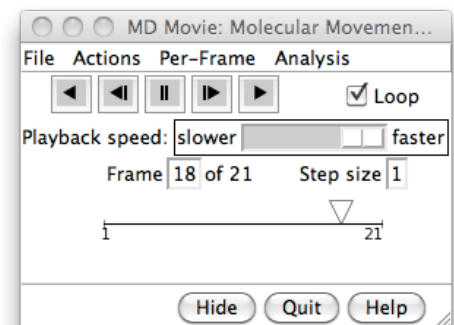 MD Movie: Molecular Movemen...
File Actions Per-Frame Analysis
Loop
Playback speed: slower faster
Frame 18 of 21 Step size 1
1 21
Hide Quit Help